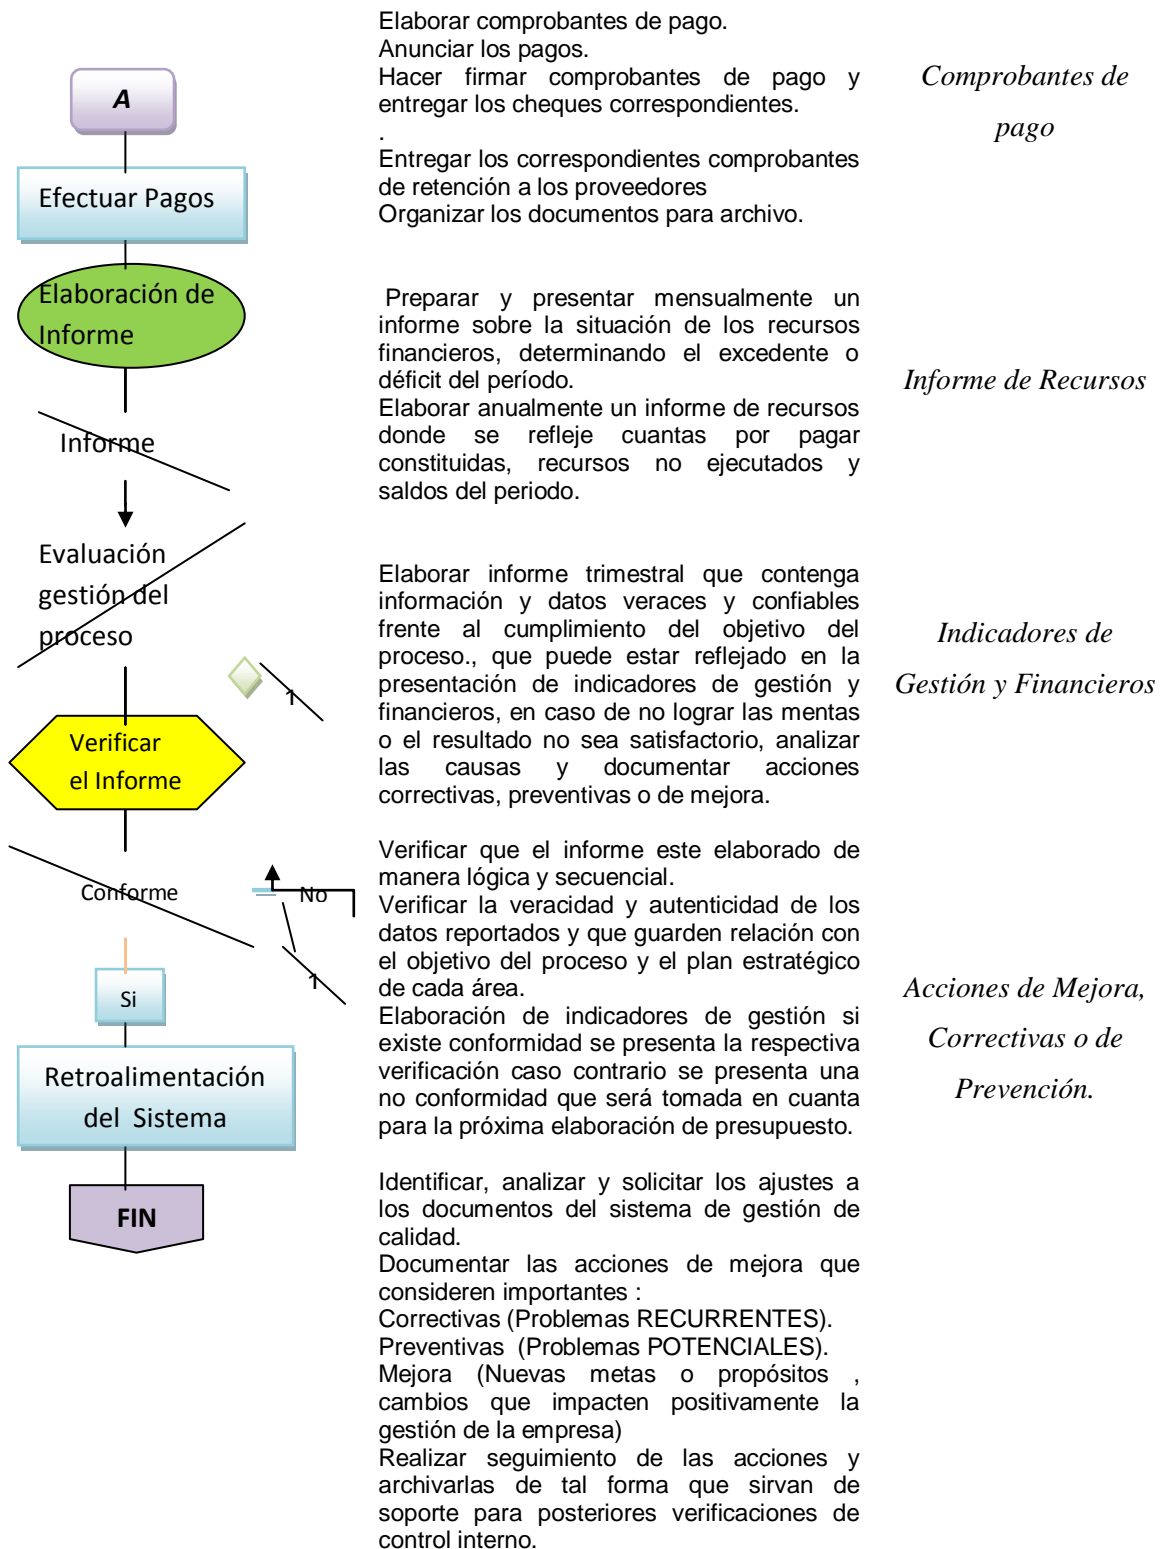 A
Efectuar Pagos
Elaboración de
Informe
Informe
Evaluación
gestión del
proceso
1
Verificar
el Informe
Conforme
No
1
Si
Retroalimentación
del Sistema
FIN
Elaborar comprobantes de pago.
Anunciar los pagos.
Hacer firmar comprobantes de pago y
entregar los cheques correspondientes.
.
Entregar los correspondientes comprobantes
de retención a los proveedores
Organizar los documentos para archivo.
Preparar y presentar mensualmente un
informe sobre la situación de los recursos
financieros, determinando el excedente o
déficit del período.
Elaborar anualmente un informe de recursos
donde se refleje cuantas por pagar
constituidas, recursos no ejecutados y
saldos del periodo.
Elaborar informe trimestral que contenga
información y datos veraces y confiables
frente al cumplimiento del objetivo del
proceso., que puede estar reflejado en la
presentación de indicadores de gestión y
financieros, en caso de no lograr las mentas
o el resultado no sea satisfactorio, analizar
las causas y documentar acciones
correctivas, preventivas o de mejora.
Verificar que el informe este elaborado de
manera lógica y secuencial.
Verificar la veracidad y autenticidad de los
datos reportados y que guarden relación con
el objetivo del proceso y el plan estratégico
de cada área.
Elaboración de indicadores de gestión si
existe conformidad se presenta la respectiva
verificación caso contrario se presenta una
no conformidad que será tomada en cuanta
para la próxima elaboración de presupuesto.
Identificar, analizar y solicitar los ajustes a
los documentos del sistema de gestión de
calidad.
Documentar las acciones de mejora que
consideren importantes :
Correctivas (Problemas RECURRENTES).
Preventivas (Problemas POTENCIALES).
Mejora (Nuevas metas o propósitos ,
cambios que impacten positivamente la
gestión de la empresa)
Realizar seguimiento de las acciones y
archivarlas de tal forma que sirvan de
soporte para posteriores verificaciones de
control interno.
Comprobantes de
pago
Informe de Recursos
Indicadores de
Gestión y Financieros
Acciones de Mejora,
Correctivas o de
Prevención.